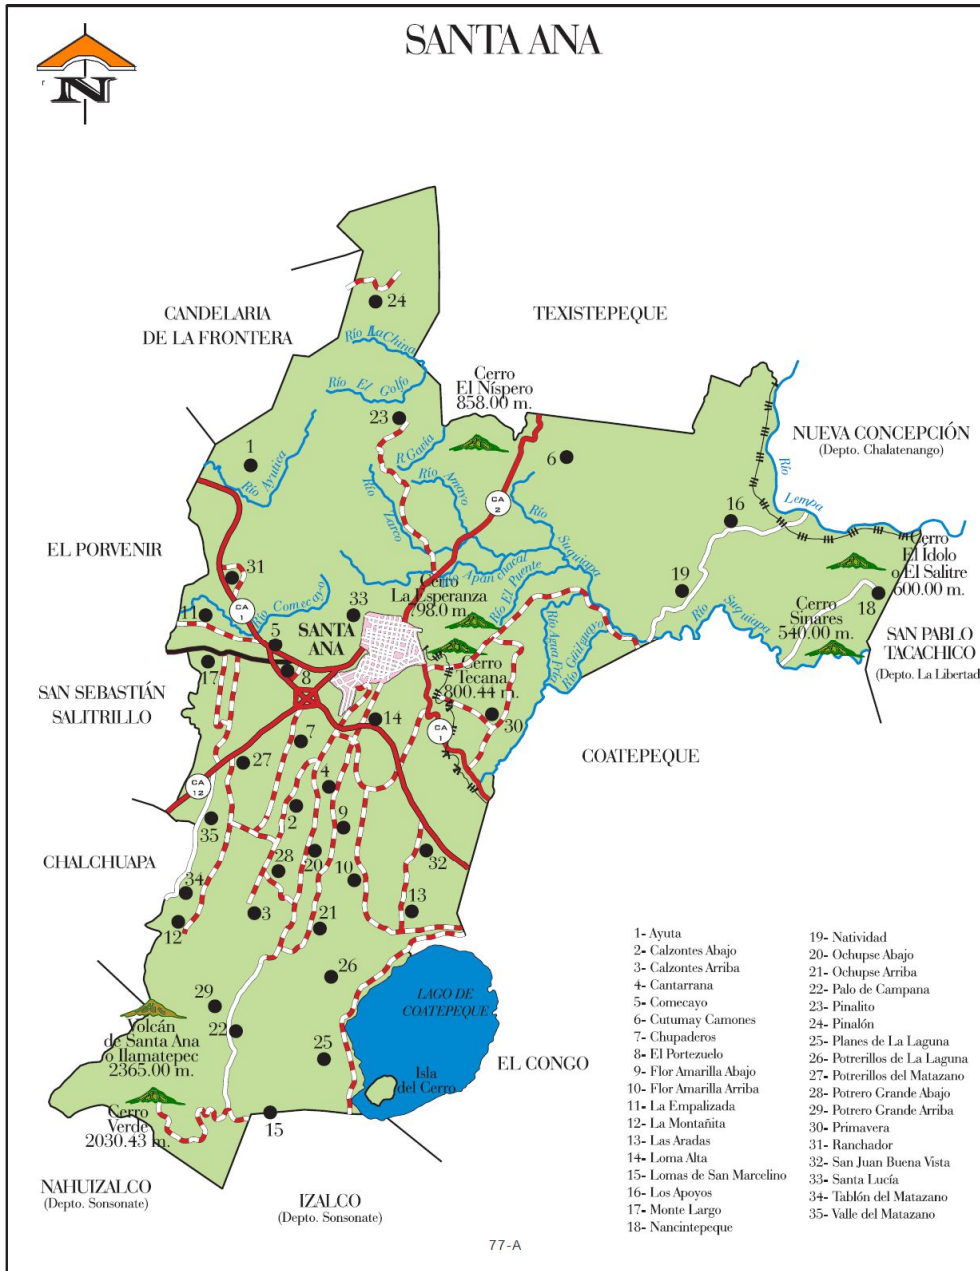 SANTA ANA
r
N
24
CANDELARIA
DE LA FRONTERA
TEXISTEPEQUE
Río La China
Río El Golfo
Cerro
El Níspero
858.00 m.
23
R Gavia
1
Río Ayutica
6
NUEVA CONCEPCIÓN
(Depto. Chalatenango)
Río Amayo
Río Zarco
CA
2
Río Suquiapa
Río Lempa
16
EL PORVENIR
31
Río Apanchacal
Río El Puente
Cerro
La Esperanza
798.0 m.
Cerro
El Ídolo
o El Salitre
600.00 m.
19
18
11
CA
1
Río Comecayo
33
5
SANTA
ANA
Río Suquiapa
Cerro
Sinares
540.00 m.
SAN PABLO
TACACHICO
(Depto. La Libertad
Río Agua Fría
Cerro
Tecana
800.44 m.
17
8
SAN SEBASTIÁN
SALITRILLO
14
30
7
CA
1
COATEPEQUE
27
CA
12
4
2
35
9
CHALCHUAPA
28
20
10
32
34
3
13
12
21
26
29
22
LAGO DE
COATEPEQUE
Volcán
de Santa Ana
o Ilamatepec
2365.00 m.
25
EL CONGO
Isla
del Cerro
Cerro
Verde
2030.43 m.
15
NAHUIZALCO
(Depto. Sonsonate)
IZALCO
(Depto. Sonsonate)
1- Ayuta
2- Calzontes Abajo
3- Calzontes Arriba
4- Cantarrana
5- Comecayo
6- Cutumay Camones
7- Chupaderos
8- El Portezuelo
9- Flor Amarilla Abajo
10- Flor Amarilla Arriba
11- La Empalizada
12- La Montañita
13- Las Aradas
14- Loma Alta
15- Lomas de San Marcelino
16- Los Apoyos
17- Monte Largo
18- Nancintepeque
19- Natividad
20- Ochupse Abajo
21- Ochupse Arriba
22- Palo de Campana
23- Pinalito
24- Pinalón
25- Planes de La Laguna
26- Potrerillos de La Laguna
27- Potrerillos del Matazano
28- Potrero Grande Abajo
29- Potrero Grande Arriba
30- Primavera
31- Ranchador
32- San Juan Buena Vista
33- Santa Lucía
34- Tablón del Matazano
35- Valle del Matazano
77-A